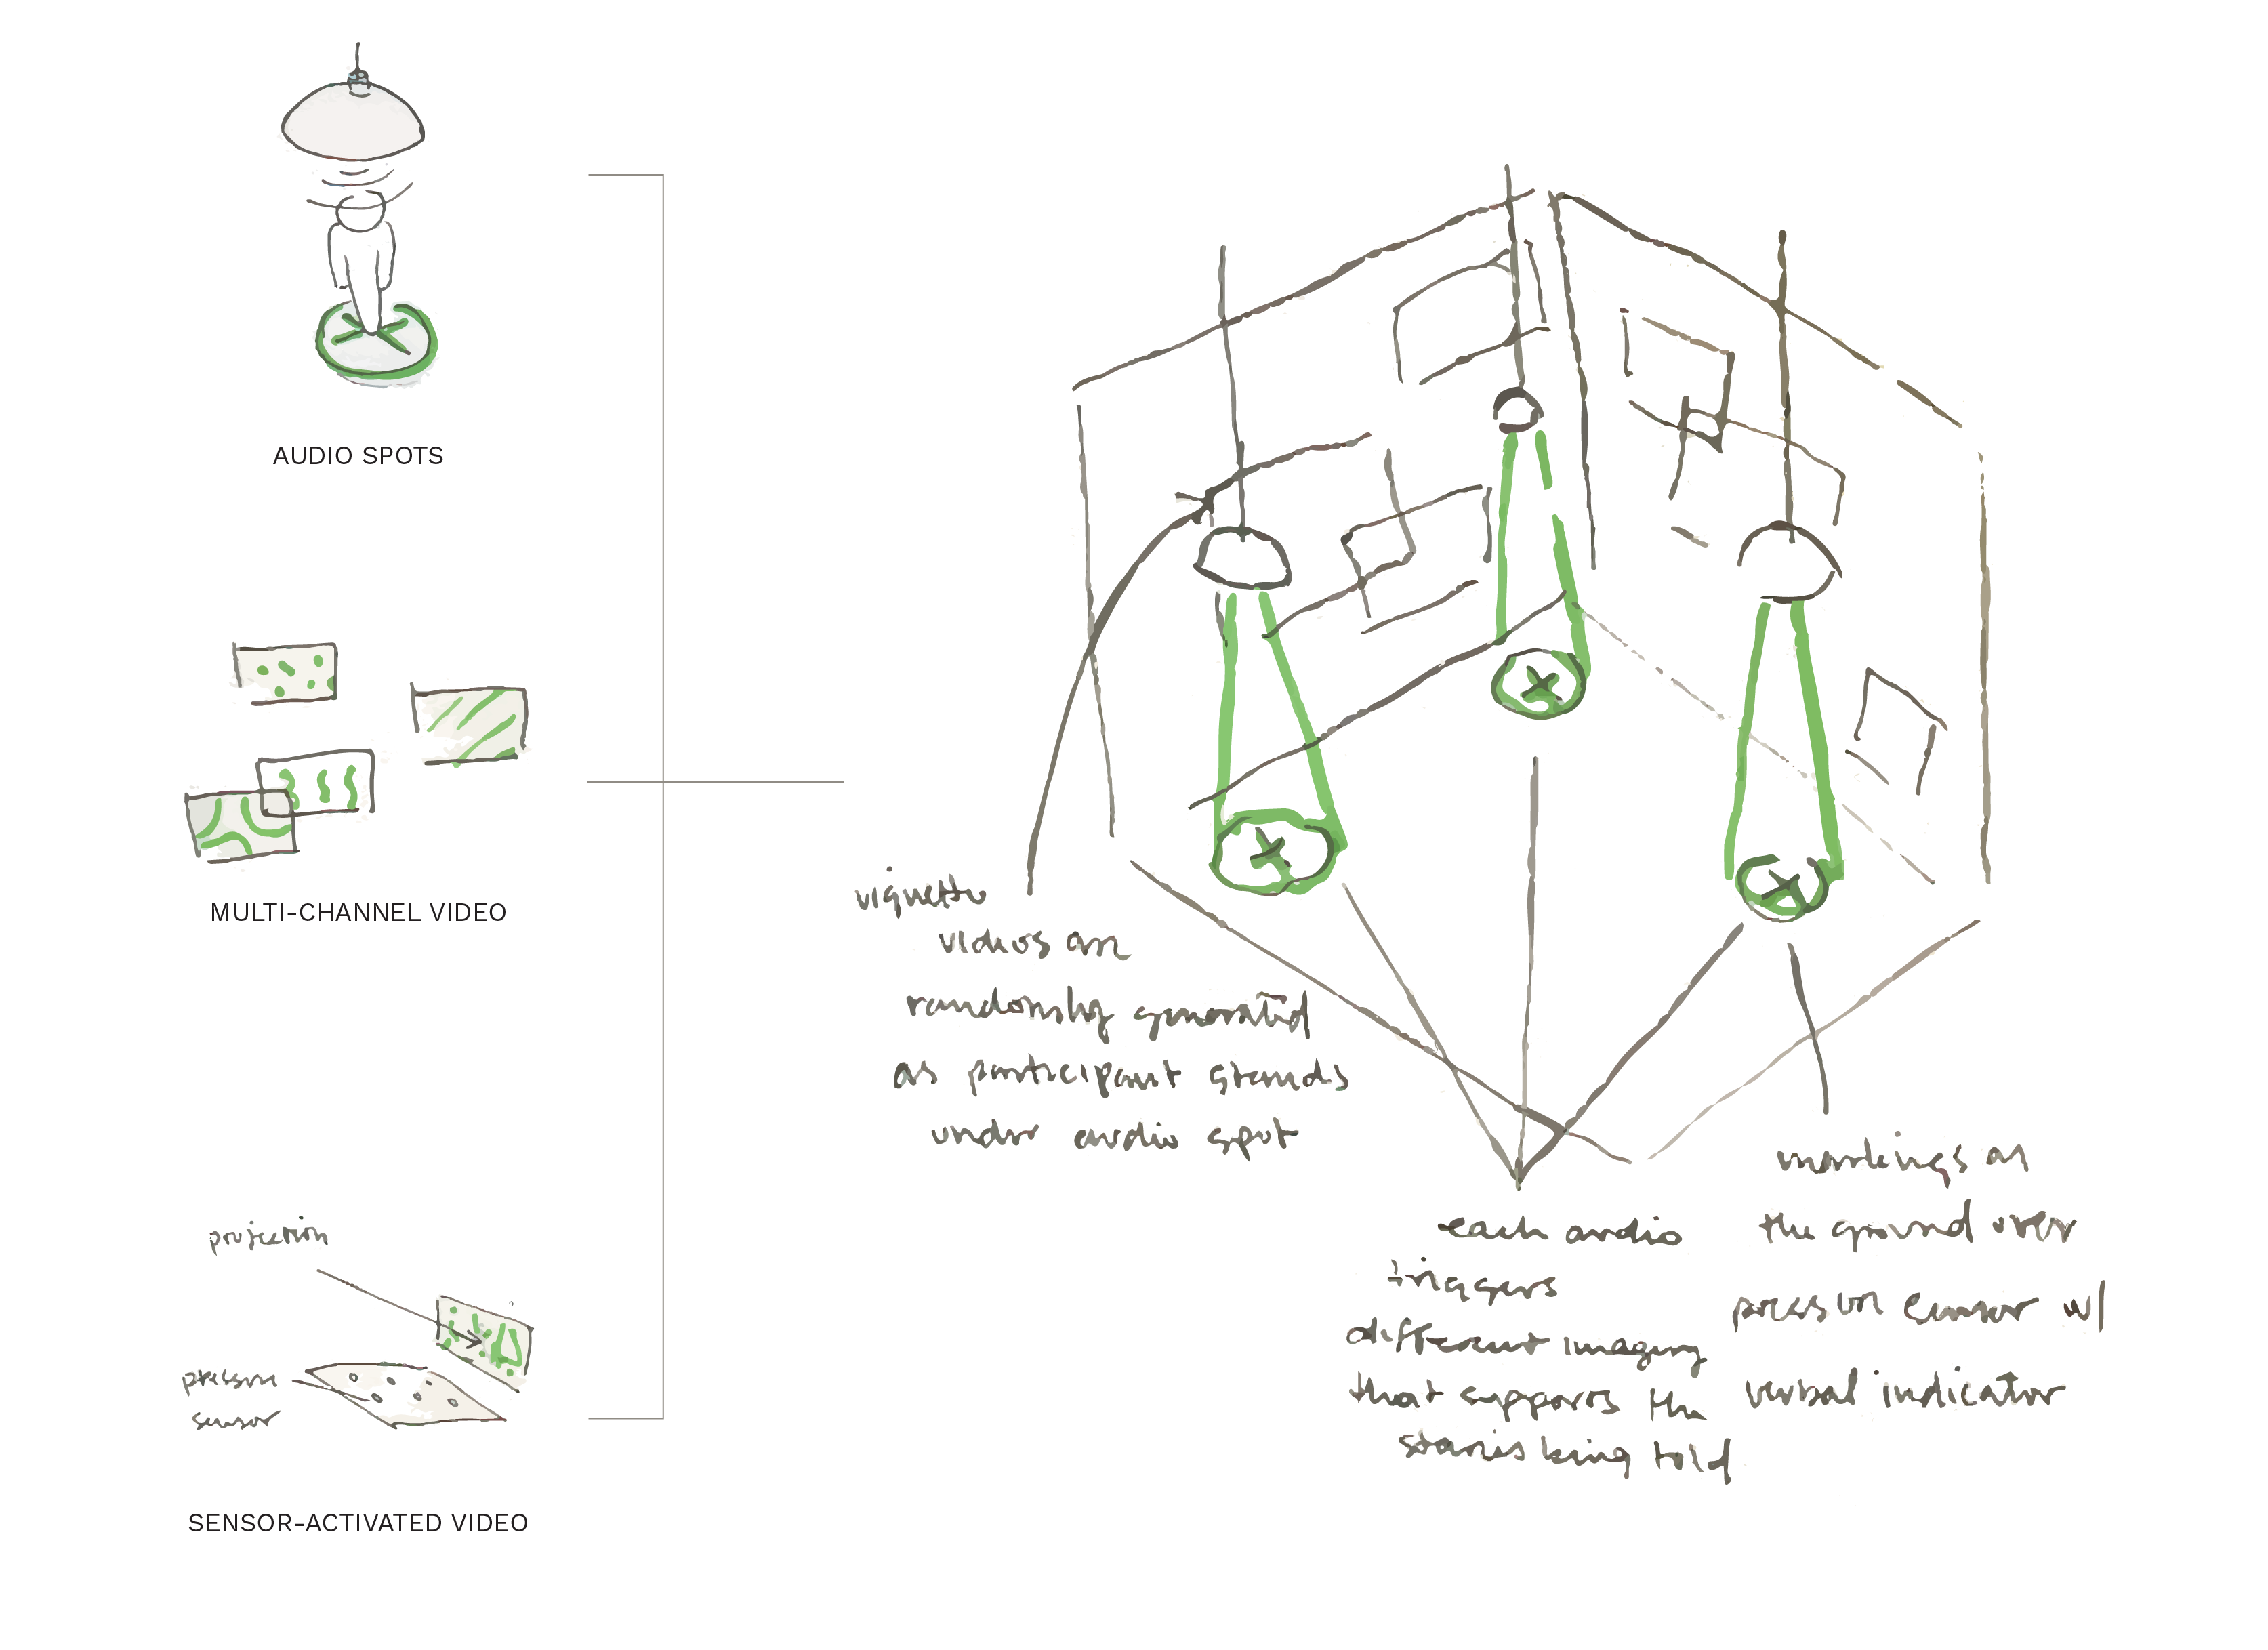 AUDIO SPOTS
MULTI-CHANNEL VIDEO
projection
pressure
sensor
SENSOR-ACTIVATED VIDEO
vignette
videos are
randomly generated
as participant stands
under audio spot
each audio
triggers
different imagery
that supports the
stories being told
markings on
the ground over
pressure sensor w/
verbal indicator